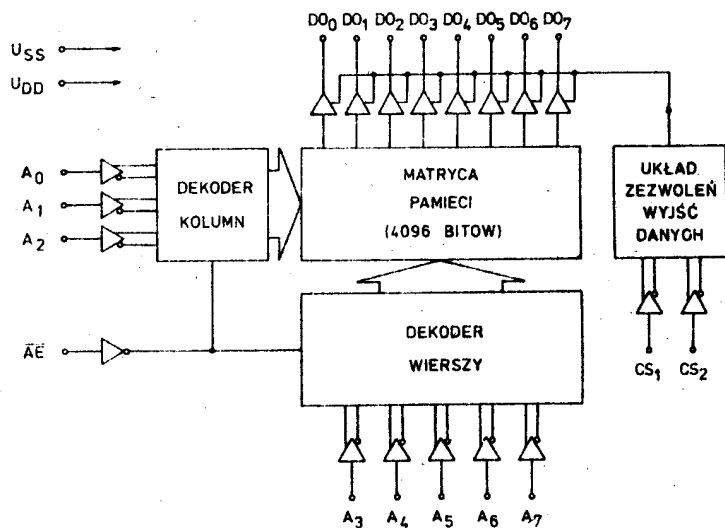 DO0 DO1 DO2 DO3 DO4 DO5 DO6 DO7
USS
UDD
A0
A1
A2
DEKODER
KOLUMN
MATRYCA
PAMIECI
(4096 BITOW)
UKŁAD
ZEZWOLEŃ
WYJŚĆ
DANYCH
AE
DEKODER
WIERSZY
CS1 CS2
A3 A4 A5 A6 A7